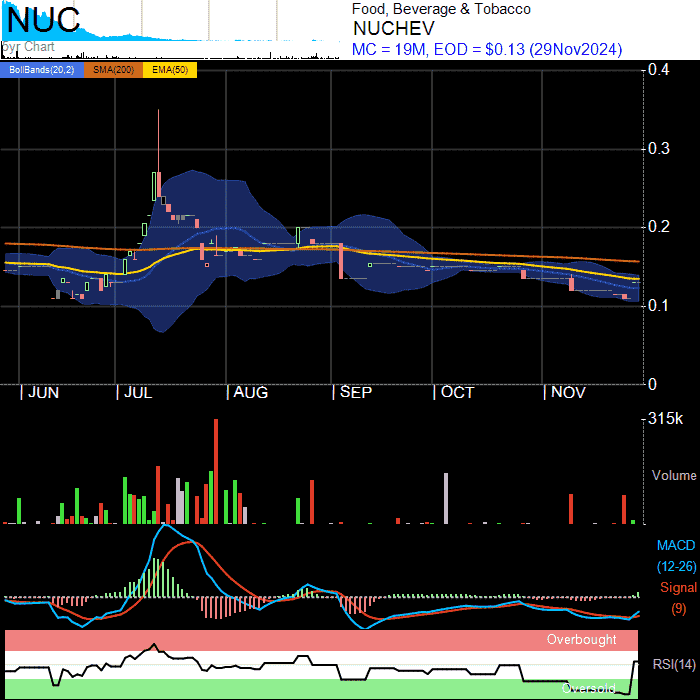 NUC
5yr Chart
Food, Beverage & Tobacco
NUCHEV
MC = 19M, EOD = $0.13 (29Nov2024)
BollBands(20,2) SMA(200) EMA(50)
0.4
0.3
0.2
0.1
0
JUN JUL AUG SEP OCT NOV
315k
Volume
MACD
(12-26)
Signal
(9)
Overbought
RSI(14)
Oversold